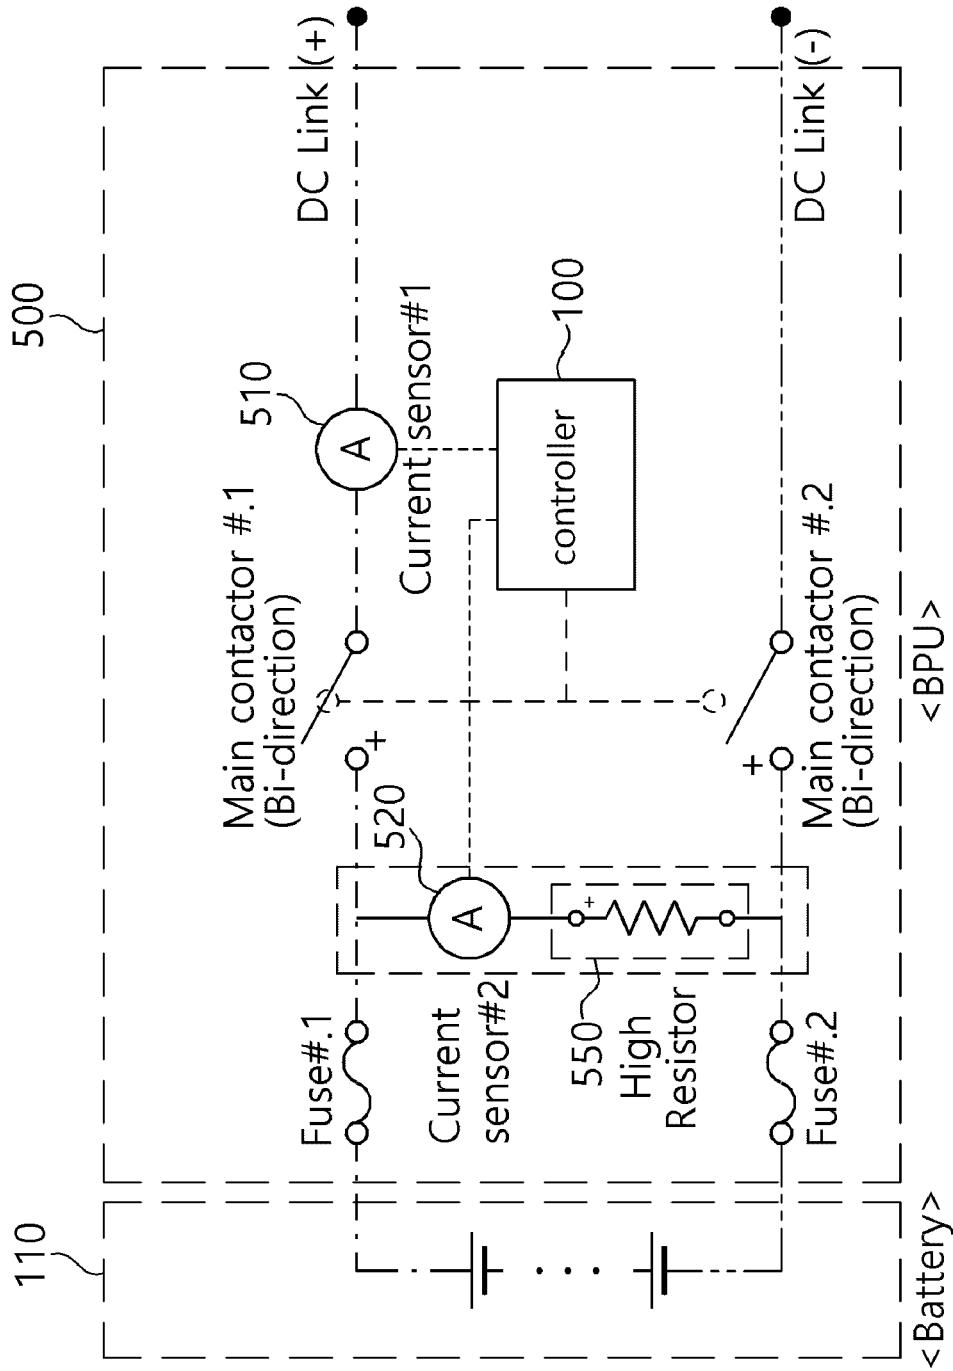 500
110
DC Link (+)
510
A
Current sensor#1
Main contactor #.1
(Bi-direction)
+
100
controller
520
A
Current
sensor#2
+
550
High
Resistor
Fuse#.1
Fuse#.2
+
Main contactor #.2
(Bi-direction)
DC Link (-)
<Battery>
<BPU>